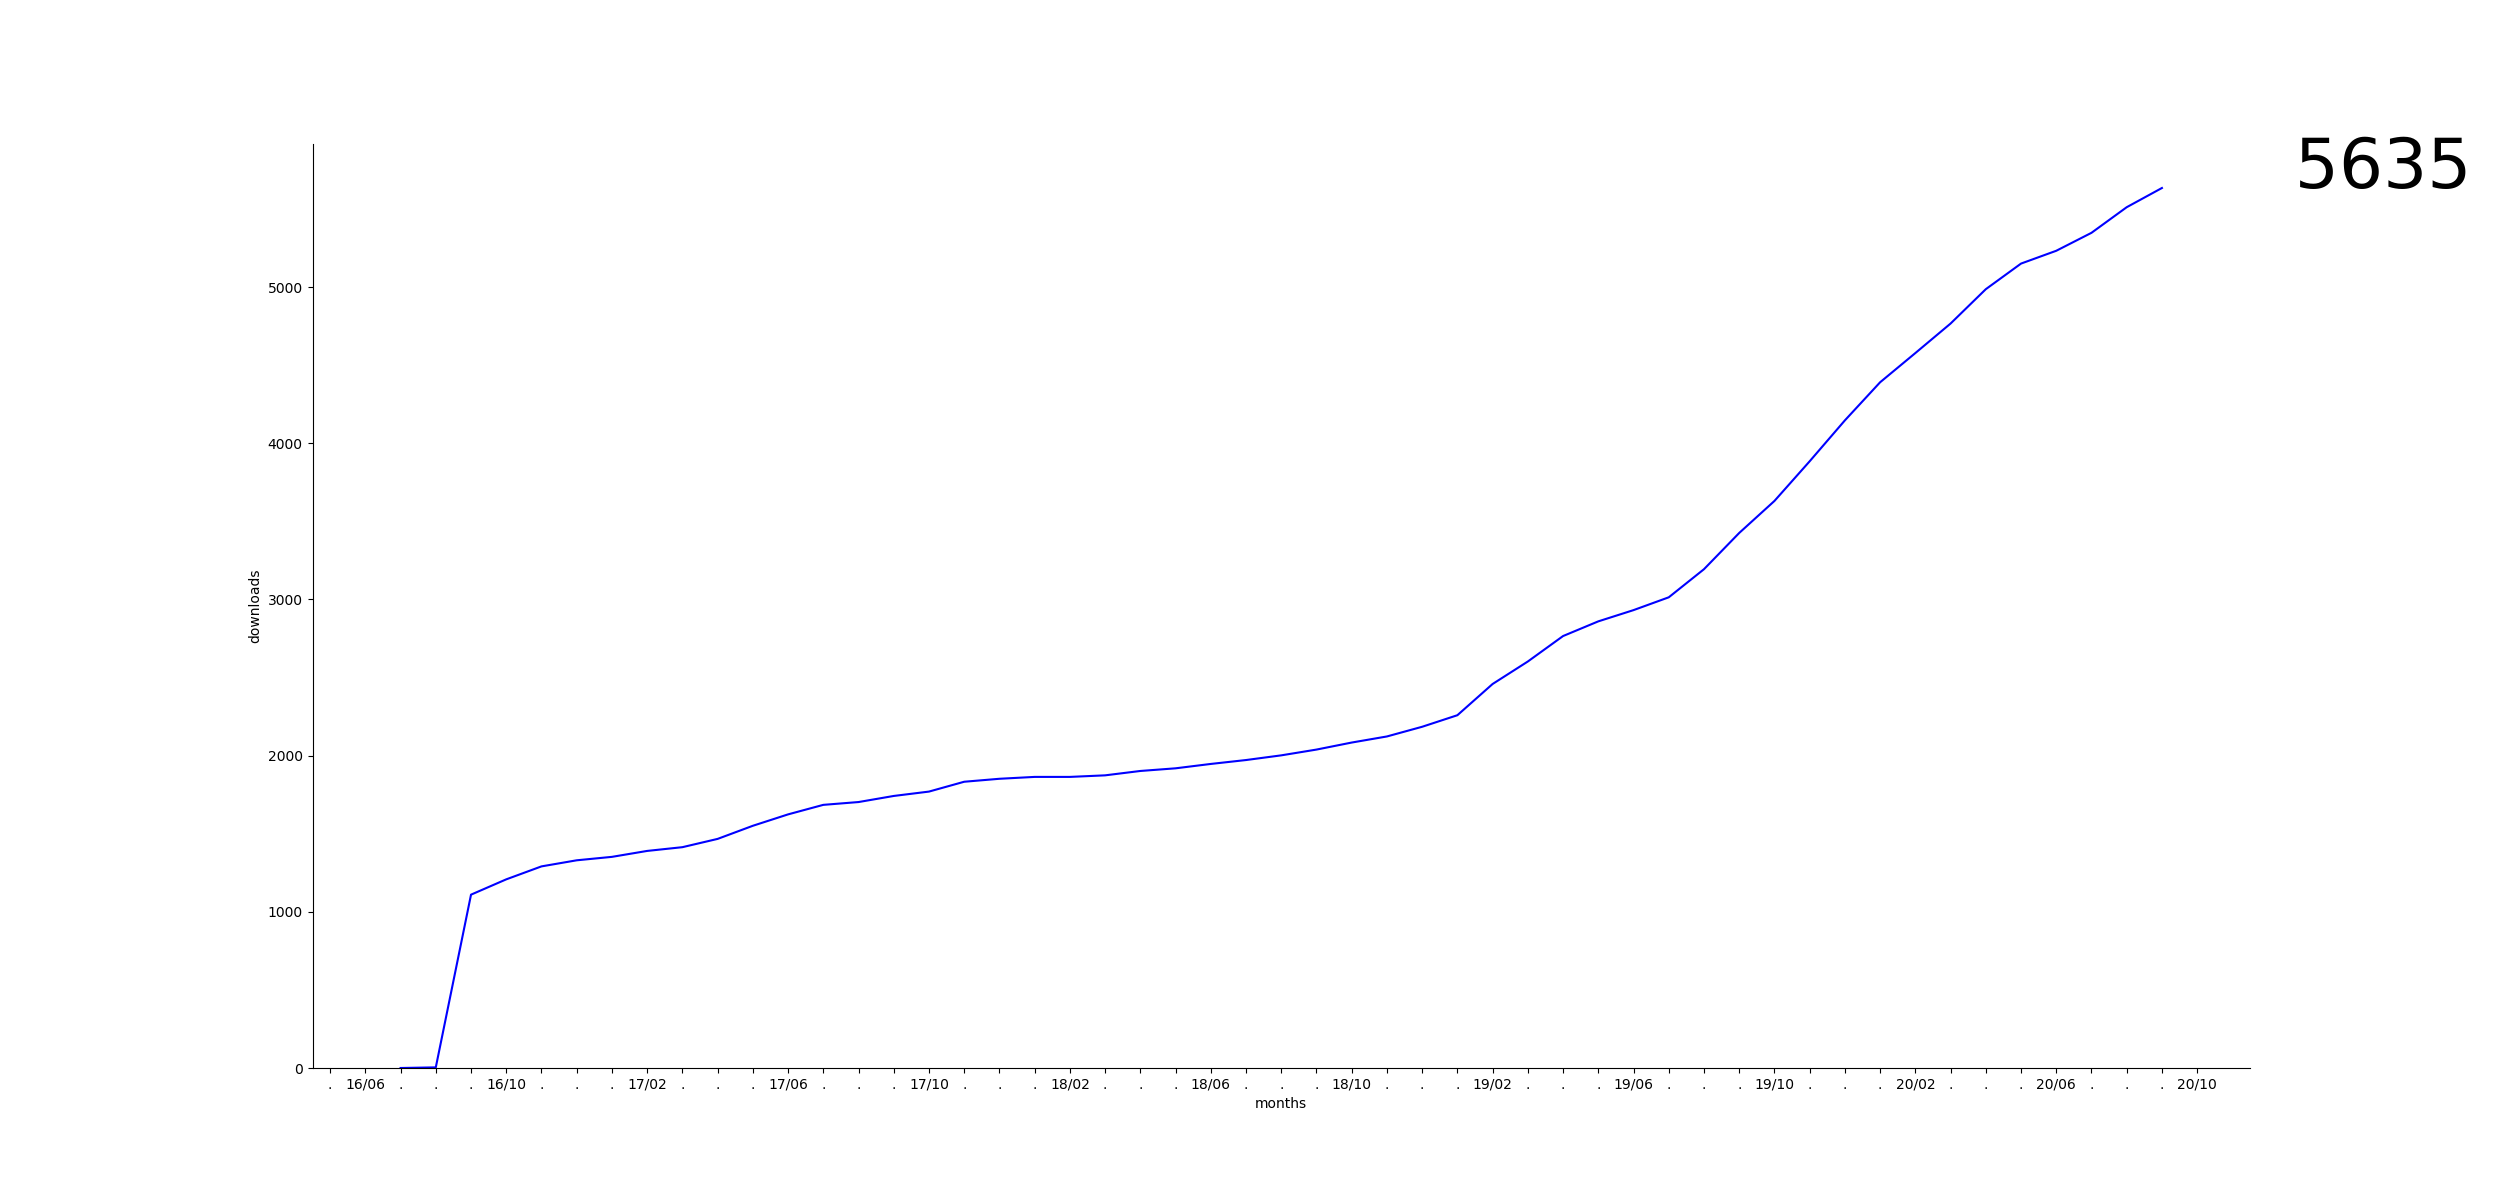 5635
5000
4000
3000
2000
1000
0
downloads
. 16/06 . . . 16/10 . . . 17/02 . . . 17/06 . . . 17/10 . . . 18/02 . . . 18/06 . . . 18/10 . . . 19/02 . . . 19/06 . . . 19/10 . . . 20/02 . . . 20/06 . . . 20/10
months